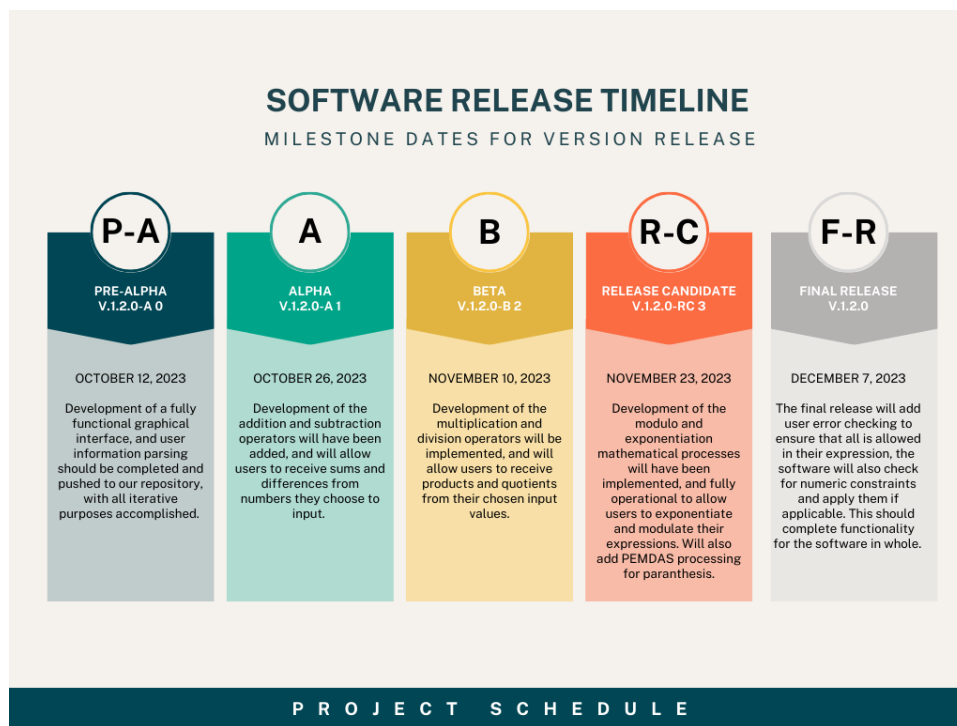 SOFTWARE RELEASE TIMELINE
MILESTONE DATES FOR VERSION RELEASE
P-A
PRE-ALPHA
V.1.2.0-A 0
OCTOBER 12, 2023
Development of a fully
functional graphical
interface, and user
information parsing
should be completed and
pushed to our repository,
with all iterative
purposes accomplished.
A
ALPHA
V.1.2.0-A 1
OCTOBER 26, 2023
Development of the
addition and subtraction
operators will have been
added, and will allow
users to receive sums and
differences from
numbers they choose to
input.
B
BETA
V.1.2.0-B 2
NOVEMBER 10, 2023
Development of the
multiplication and
division operators will be
implemented, and will
allow users to receive
products and quotients
from their chosen input
values.
R-C
RELEASE CANDIDATE
V.1.2.0-RC 3
NOVEMBER 23, 2023
Development of the
modulo and
exponentiation
mathematical processes
will have been
implemented, and fully
operational to allow
users to exponentiate
and modulate their
expressions. Will also
add PEMDAS processing
for paranthesis.
F-R
FINAL RELEASE
V.1.2.0
DECEMBER 7, 2023
The final release will add
user error checking to
ensure that all is allowed
in their expression, the
software will also check
for numeric constraints
and apply them if
applicable. This should
complete functionality
for the software in whole.
PROJECT SCHEDULE